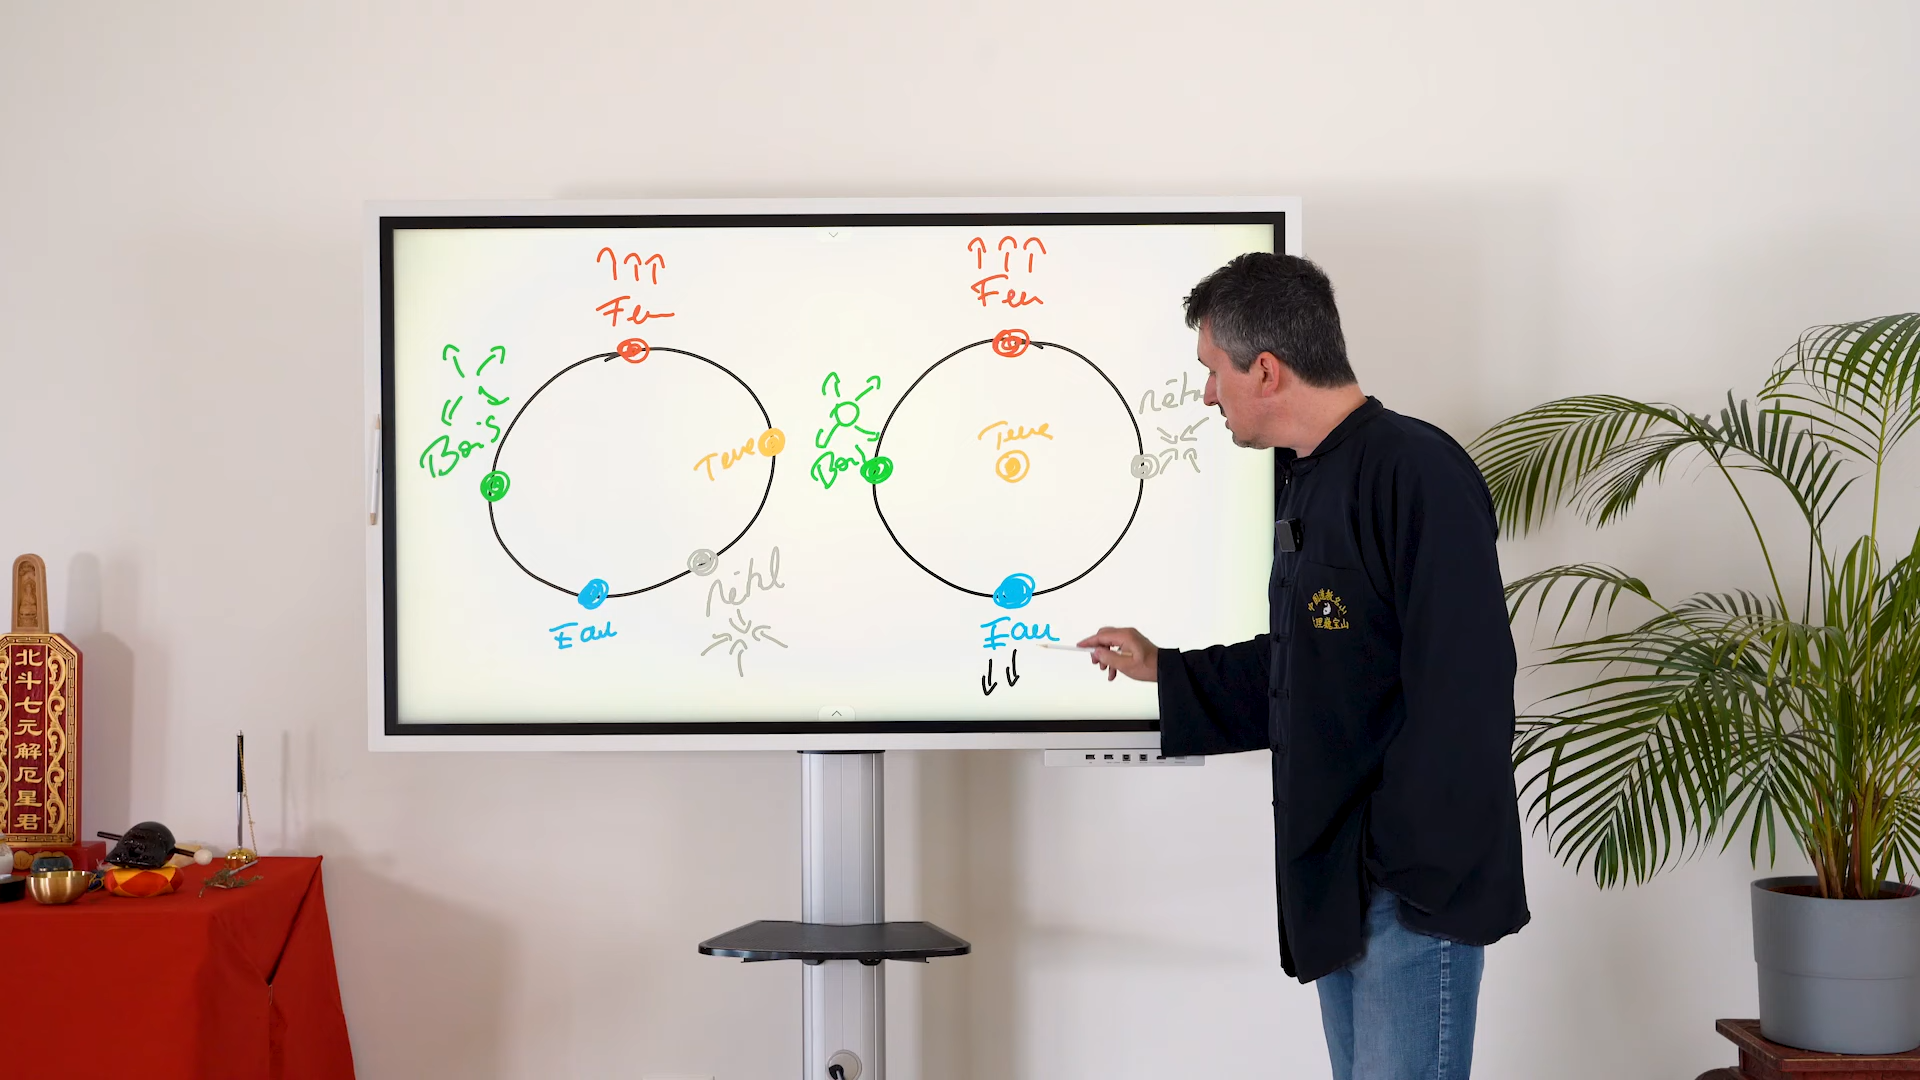 Feu
Bois
Terre
Métal
Eau
Feu
Bois
Terre
Eau
北斗七元解厄星君